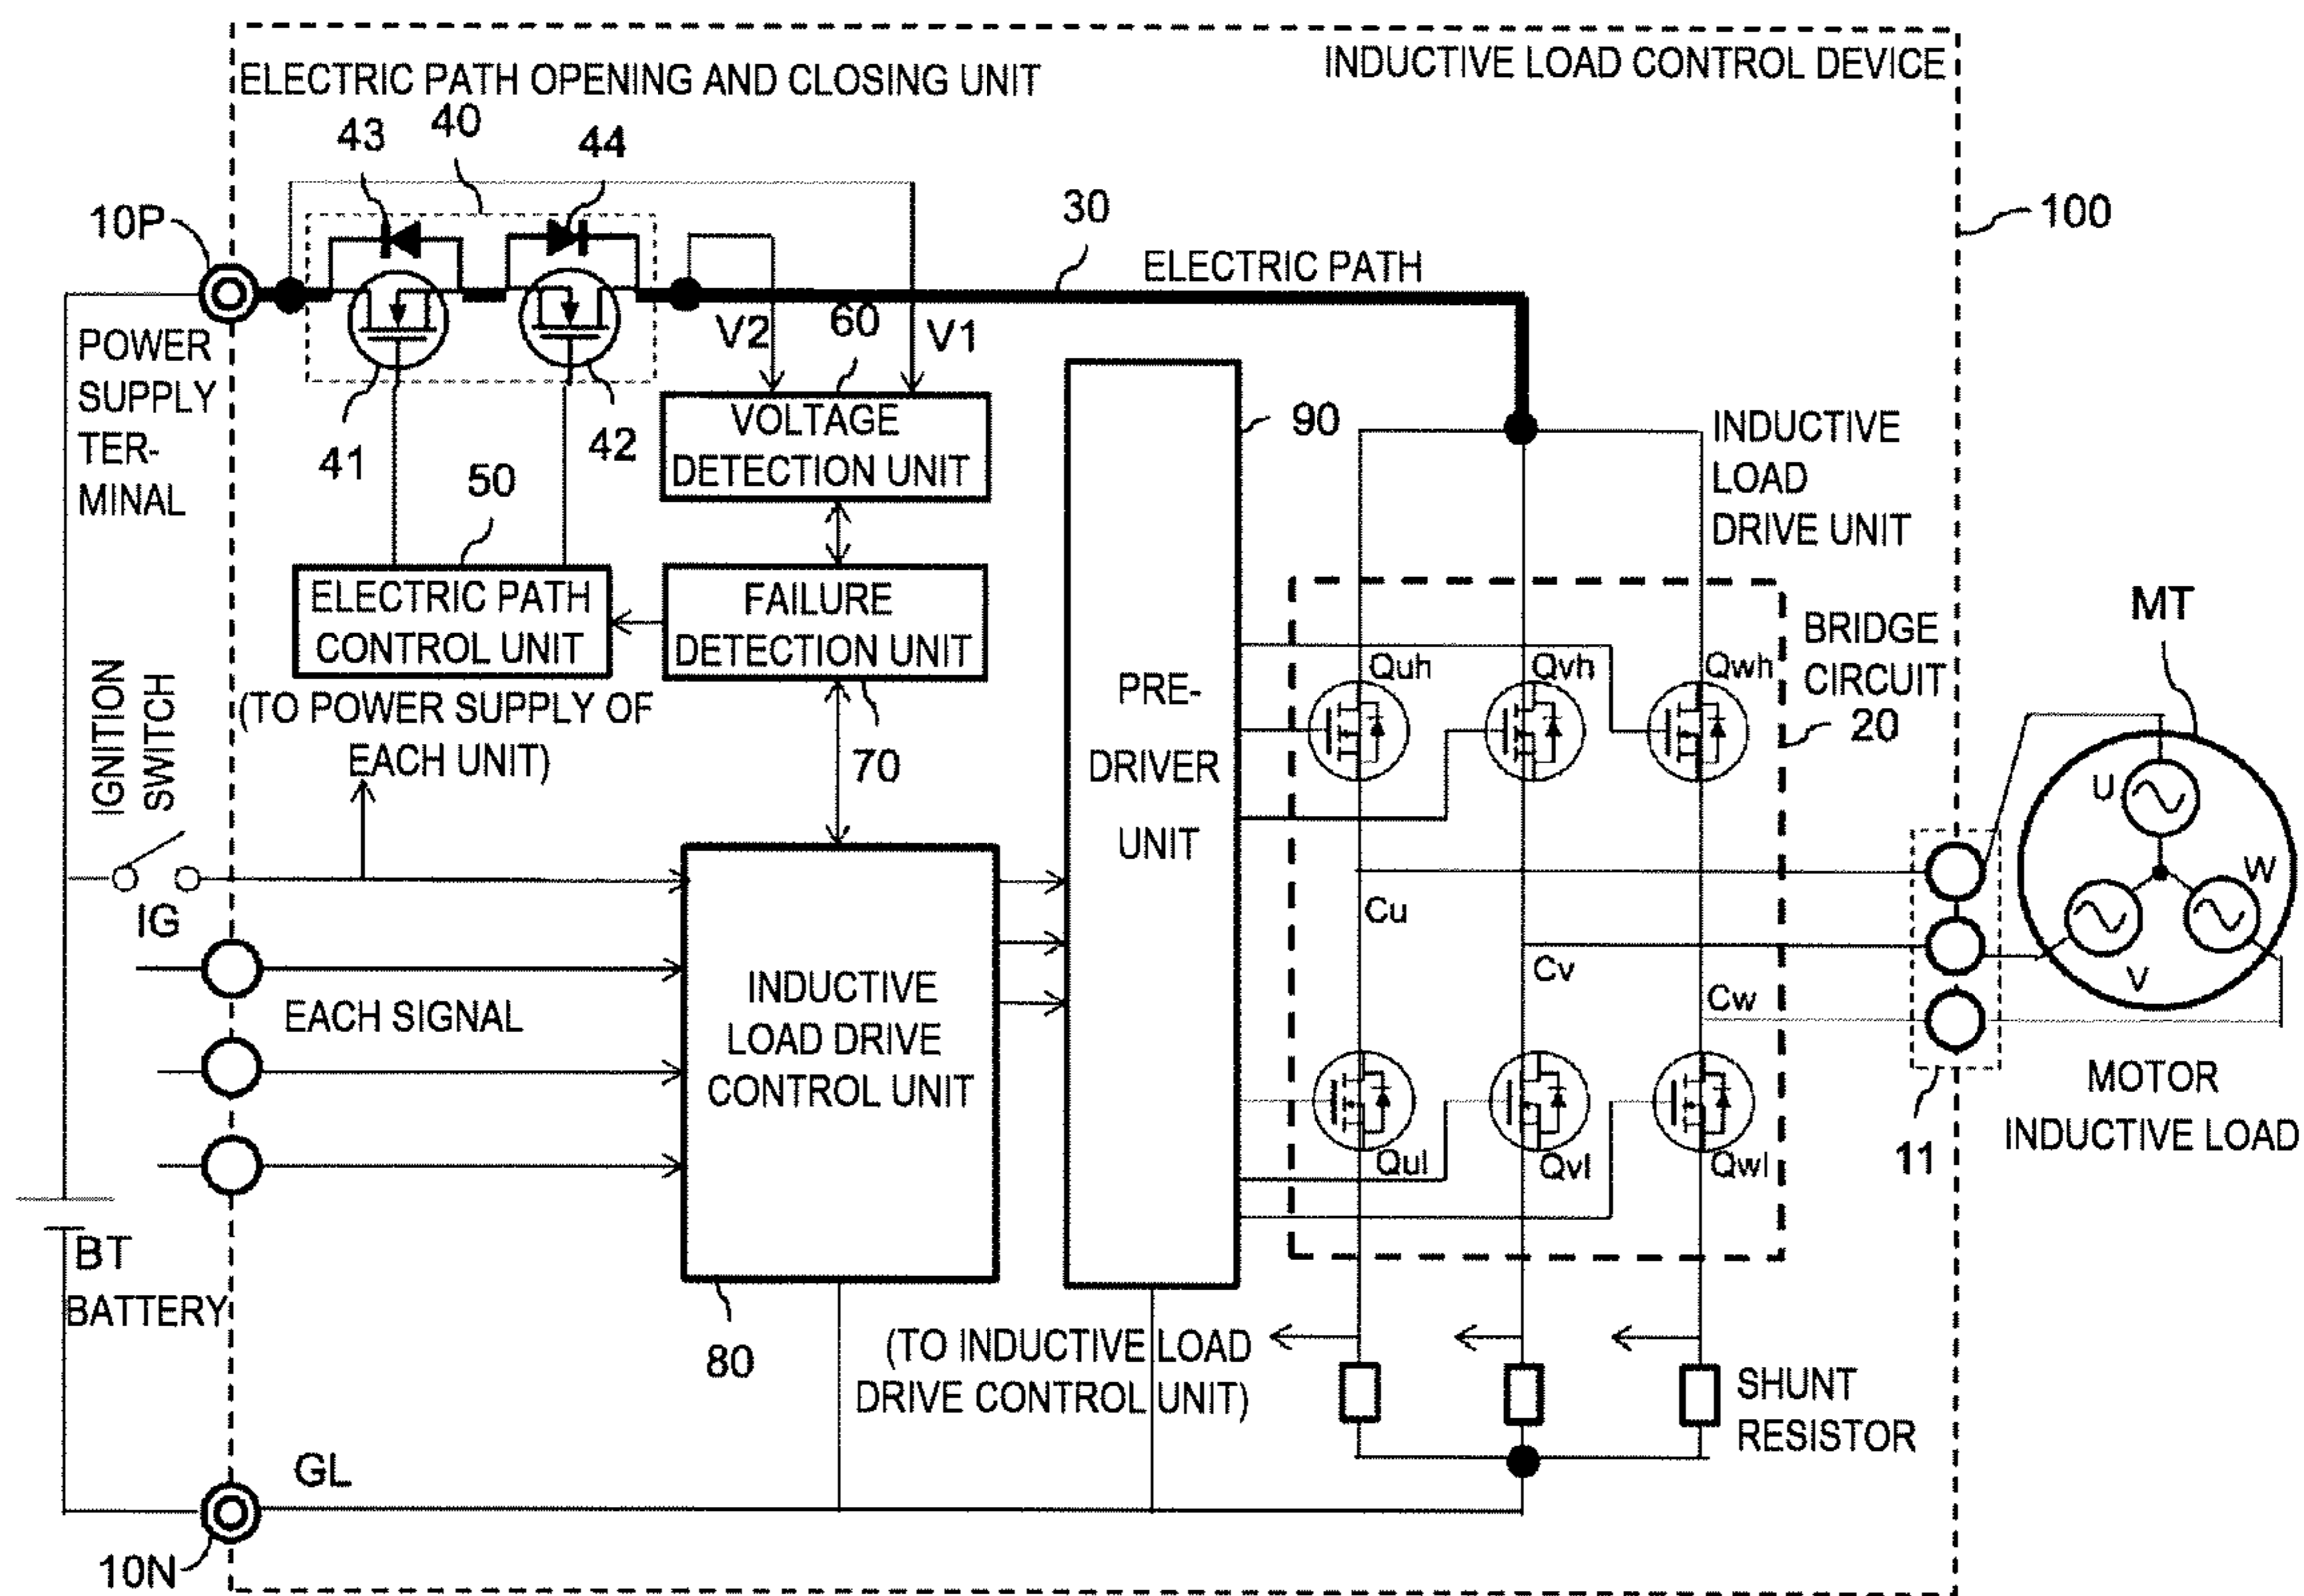 INDUCTIVE LOAD CONTROL DEVICE
ELECTRIC PATH OPENING AND CLOSING UNIT
40
43
44
10P
30
100
ELECTRIC PATH
V2
60
V1
POWER
SUPPLY
TER-
MINAL
41
42
50
VOLTAGE
DETECTION UNIT
90
INDUCTIVE
LOAD
DRIVE UNIT
ELECTRIC PATH
CONTROL UNIT
FAILURE
DETECTION UNIT
70
BRIDGE
CIRCUIT
20
MT
IGNITION
SWITCH
(TO POWER SUPPLY OF
EACH UNIT)
PRE-
DRIVER
UNIT
Quh
Qvh
Qwh
U
W
V
IG
Cu
Cv
Cw
EACH SIGNAL
INDUCTIVE
LOAD DRIVE
CONTROL UNIT
11
MOTOR
INDUCTIVE LOAD
Qul
Qvl
Qwl
BT
BATTERY
80
(TO INDUCTIVE LOAD
DRIVE CONTROL UNIT)
SHUNT
RESISTOR
GL
10N